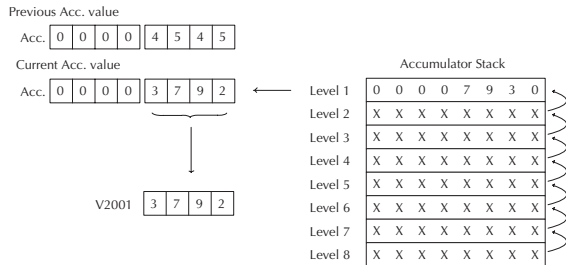 Previous Acc. value
Acc. 0 0 0 0 4 5 4 5
Current Acc. value
Acc. 0 0 0 0 3 7 9 2
V2001 3 7 9 2
Accumulator Stack
Level 1 0 0 0 0 7 9 3 0
Level 2 X X X X X X X X
Level 3 X X X X X X X X
Level 4 X X X X X X X X
Level 5 X X X X X X X X
Level 6 X X X X X X X X
Level 7 X X X X X X X X
Level 8 X X X X X X X X